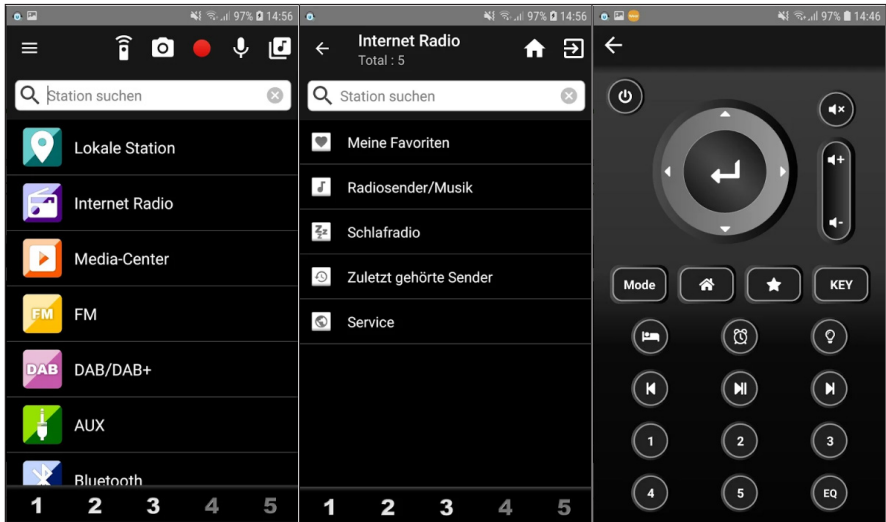 97% 14:56
Station suchen
Lokale Station
Internet Radio
Media-Center
FM
FM
DAB
DAB/DAB+
AUX
Bluetooth
1 2 3 4 5
97% 14:56
Internet Radio
Total : 5
Station suchen
Meine Favoriten
Radiosender/Musik
Schlafradio
Zuletzt gehörte Sender
Service
1 2 3 4 5
97% 14:46
+
-
Mode
KEY
1 2 3
4 5 EQ